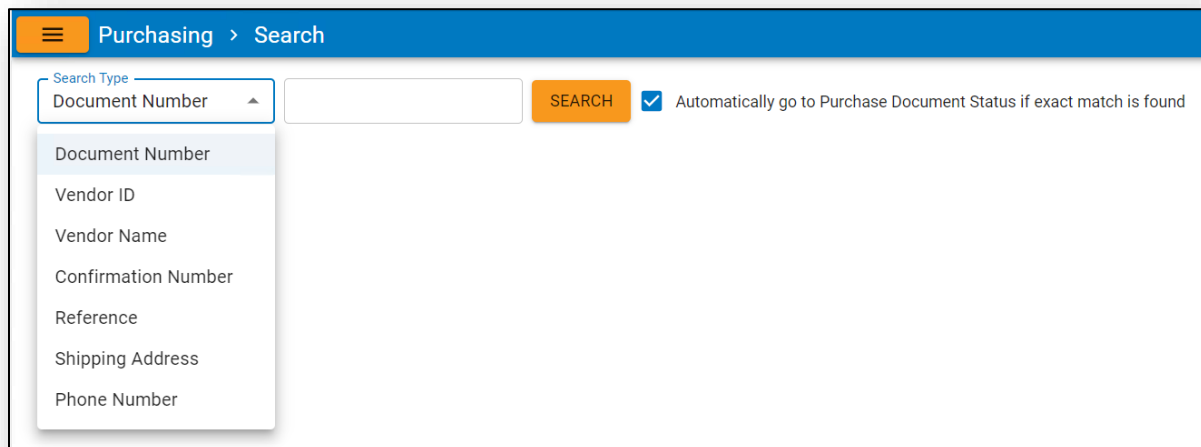 Purchasing > Search
Search Type
Document Number
SEARCH
Automatically go to Purchase Document Status if exact match is found
Document Number
Vendor ID
Vendor Name
Confirmation Number
Reference
Shipping Address
Phone Number